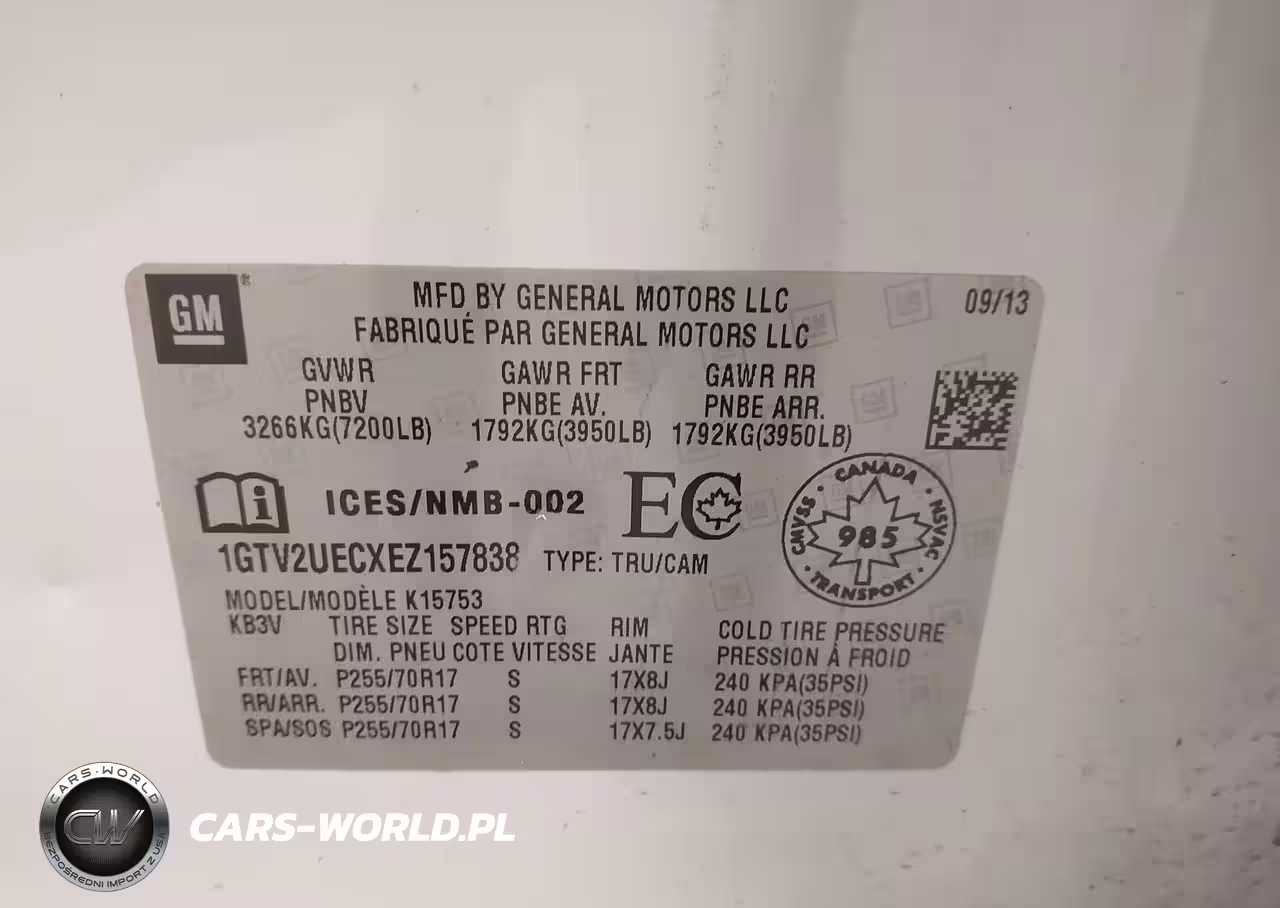 GM
®
MFD BY GENERAL MOTORS LLC
09/13
FABRIQUÉ PAR GENERAL MOTORS LLC
GVWR GAWR FRT GAWR RR
PNBV PNBE AV. PNBE ARR.
3266KG(7200LB) 1792KG(3950LB) 1792KG(3950LB)
i ICES/NMB-002 EC
CANADA
CMVSS 985 NSVAC
TRANSPORT
1GTV2UECXEZ157838 TYPE: TRU/CAM
MODEL/MODÈLE K15753
KB3V TIRE SIZE SPEED RTG RIM COLD TIRE PRESSURE
DIM. PNEU COTE VITESSE JANTE PRESSION À FROID
FRT/AV. P255/70R17 S 17X8J 240 KPA(35PSI)
RR/ARR. P255/70R17 S 17X8J 240 KPA(35PSI)
SPA/SOS P255/70R17 S 17X7.5J 240 KPA(35PSI)
CARS-WORLD
CW
BEZPOŚREDNI IMPORT Z USA
CARS-WORLD.PL